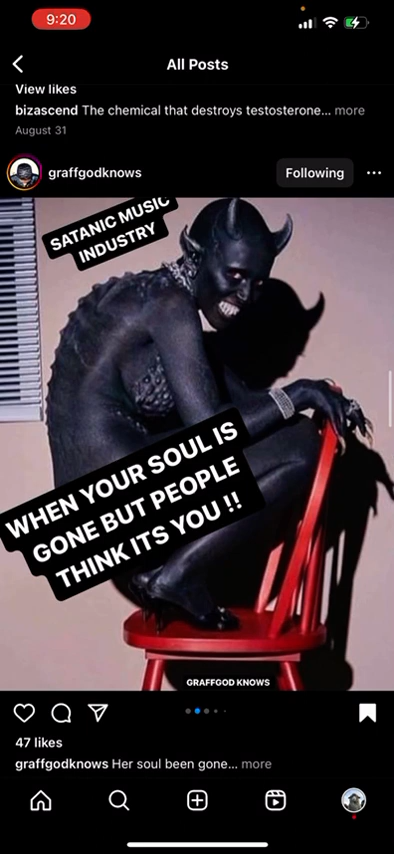 9:20
All Posts
View likes
bizascend The chemical that destroys testosterone... more
August 31
graffgodknows
Following
SATANIC MUSIC
INDUSTRY
WHEN YOUR SOUL IS
GONE BUT PEOPLE
THINK ITS YOU !!
GRAFFGOD KNOWS
47 likes
graffgodknows Her soul been gone... more